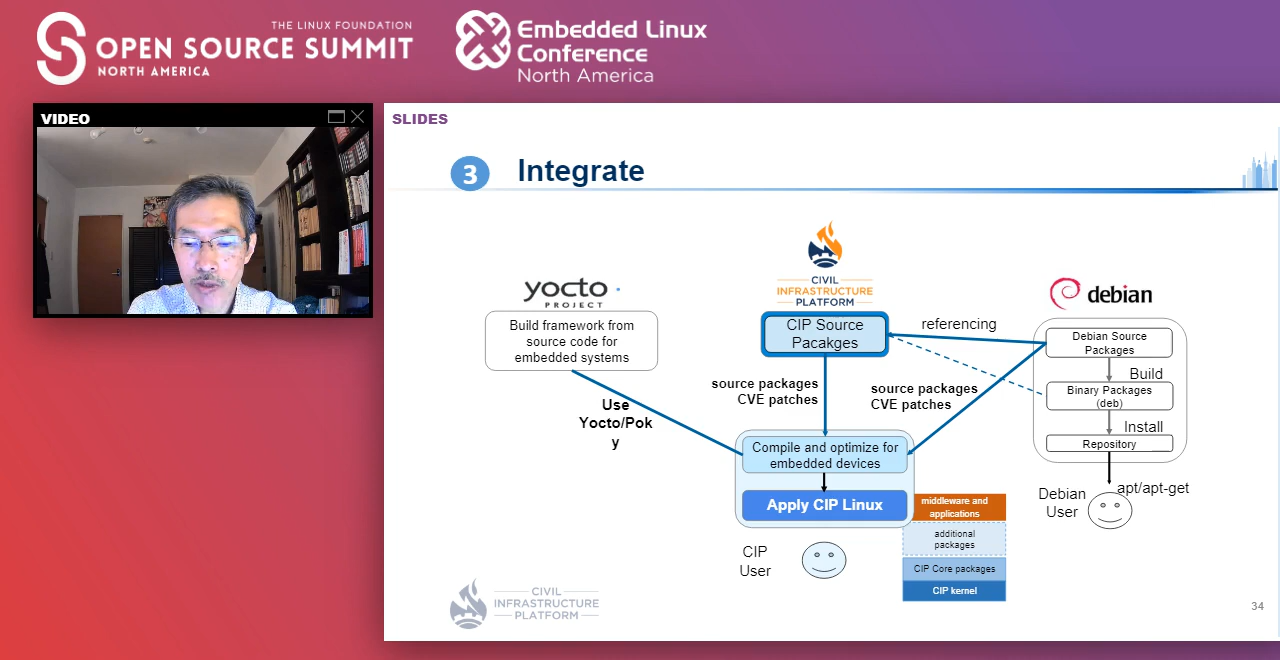 THE LINUX FOUNDATION
OPEN SOURCE SUMMIT
NORTH AMERICA
Embedded Linux
Conference
North America
VIDEO
SLIDES
3
Integrate
CIVIL
INFRASTRUCTURE
PLATFORM
yocto
PROJECT
debian
Build framework from
source code for
embedded systems
CIP Source
Pacakges
referencing
Debian Source
Packages
Build
Binary Packages
(deb)
Install
Repository
source packages
CVE patches
source packages
CVE patches
Use
Yocto/Pok
y
Compile and optimize for
embedded devices
Apply CIP Linux
middleware and
applications
additional
packages
CIP Core packages
CIP kernel
Debian
User
apt/apt-get
CIP
User
CIVIL
INFRASTRUCTURE
PLATFORM
34